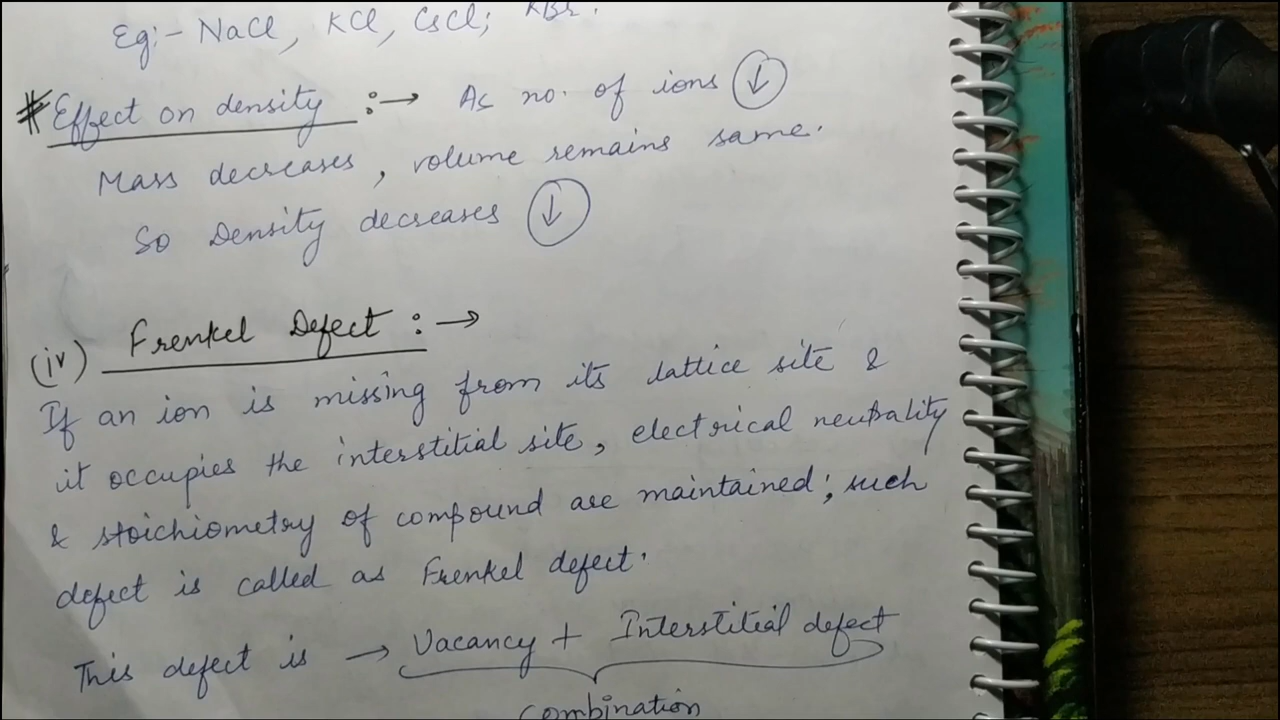 Eg:- NaCl, KCl, CsCl; KBr.
# Effect on density :→ As no. of ions ↓
Mass decreases, volume remains same.
So Density decreases ↓
(iv) Frenkel Defect :→
If an ion is missing from its lattice site &
it occupies the interstitial site, electrical neutrality
& stoichiometry of compound are maintained; such
defect is called as Frenkel defect.
This defect is → Vacancy + Interstitial defect
combination